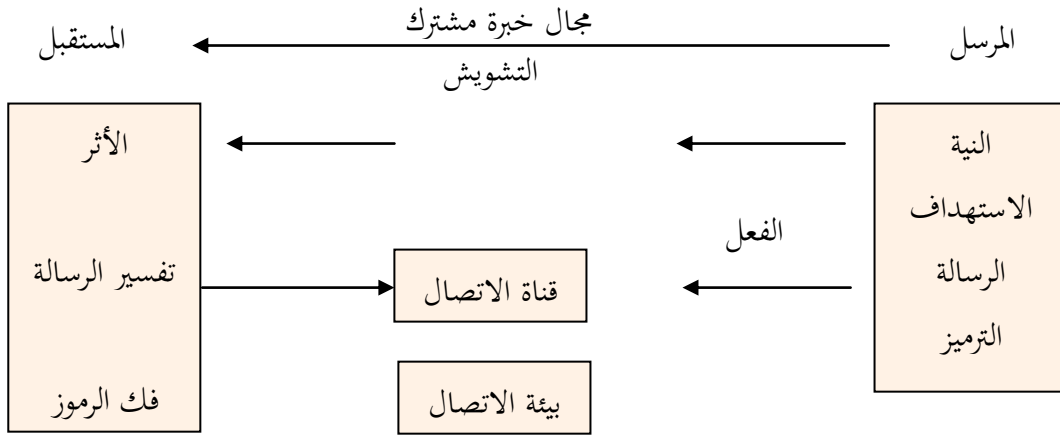 المرسل
مجال خبرة مشترك
المستقبل
التشويش
النية
الاستهداف
الرسالة
الترميز
الفعل
قناة الاتصال
بيئة الاتصال
الأثر
تفسير الرسالة
فك الرموز